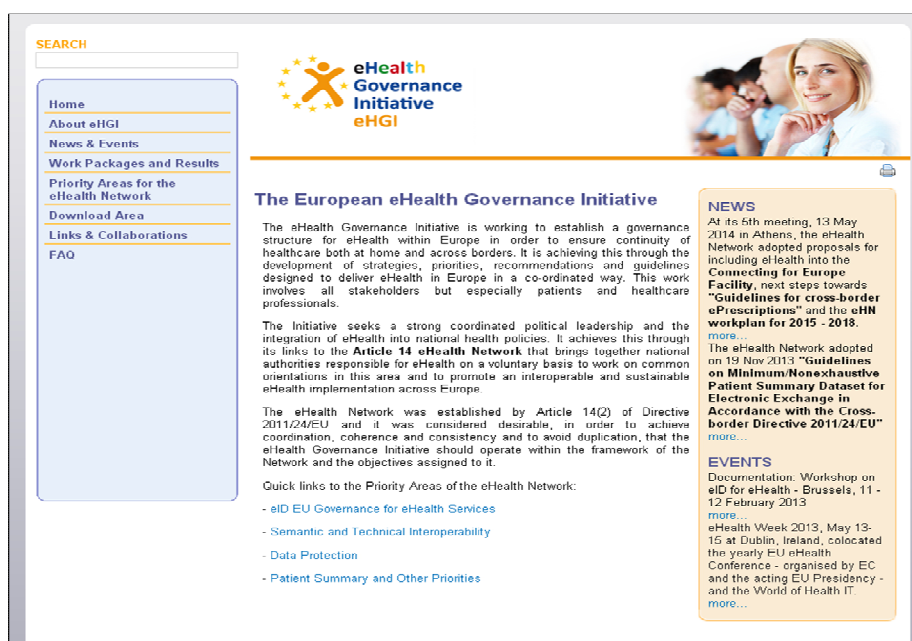 SEARCH
Home
About eHGI
News & Events
Work Packages and Results
Priority Areas for the
eHealth Network
Download Area
Links & Collaborations
FAQ
eHealth
Governance
Initiative
eHGI
The European eHealth Governance Initiative
The eHealth Governance Initiative is working to establish a governance
structure for eHealth within Europe in order to ensure continuity of
healthcare both at home and across borders. It is achieving this through the
development of strategies, priorities, recommendations and guidelines
designed to deliver eHealth in Europe in a co-ordinated way. This work
involves all stakeholders but especially patients and healthcare
professionals.
The Initiative seeks a strong coordinated political leadership and the
integration of eHealth into national health policies. It achieves this through
its links to the Article 14 eHealth Network that brings together national
authorities responsible for eHealth on a voluntary basis to work on common
orientations in this area and to promote an interoperable and sustainable
eHealth implementation across Europe.
The eHealth Network was established by Article 14(2) of Directive
2011/24/EU and it was considered desirable, in order to achieve
coordination, coherence and consistency and to avoid duplication, that the
eHealth Governance Initiative should operate within the framework of the
Network and the objectives assigned to it.
Quick links to the Priority Areas of the eHealth Network:
- eID EU Governance for eHealth Services
- Semantic and Technical Interoperability
- Data Protection
- Patient Summary and Other Priorities
NEWS
At its 5th meeting, 13 May
2014 in Athens, the eHealth
Network adopted proposals for
including eHealth into the
Connecting for Europe
Facility, next steps towards
"Guidelines for cross-border
ePrescriptions" and the eHN
workplan for 2015 - 2018.
more...
The eHealth Network adopted
on 19 Nov 2013 "Guidelines
on Minimum/Nonexhaustive
Patient Summary Dataset for
Electronic Exchange in
Accordance with the Cross-
border Directive 2011/24/EU"
more...
EVENTS
Documentation: Workshop on
eID for eHealth - Brussels, 11 -
12 February 2013
more...
eHealth Week 2013, May 13-
15 at Dublin, Ireland, colocated
the yearly EU eHealth
Conference - organised by EC
and the acting EU Presidency -
and the World of Health IT.
more...